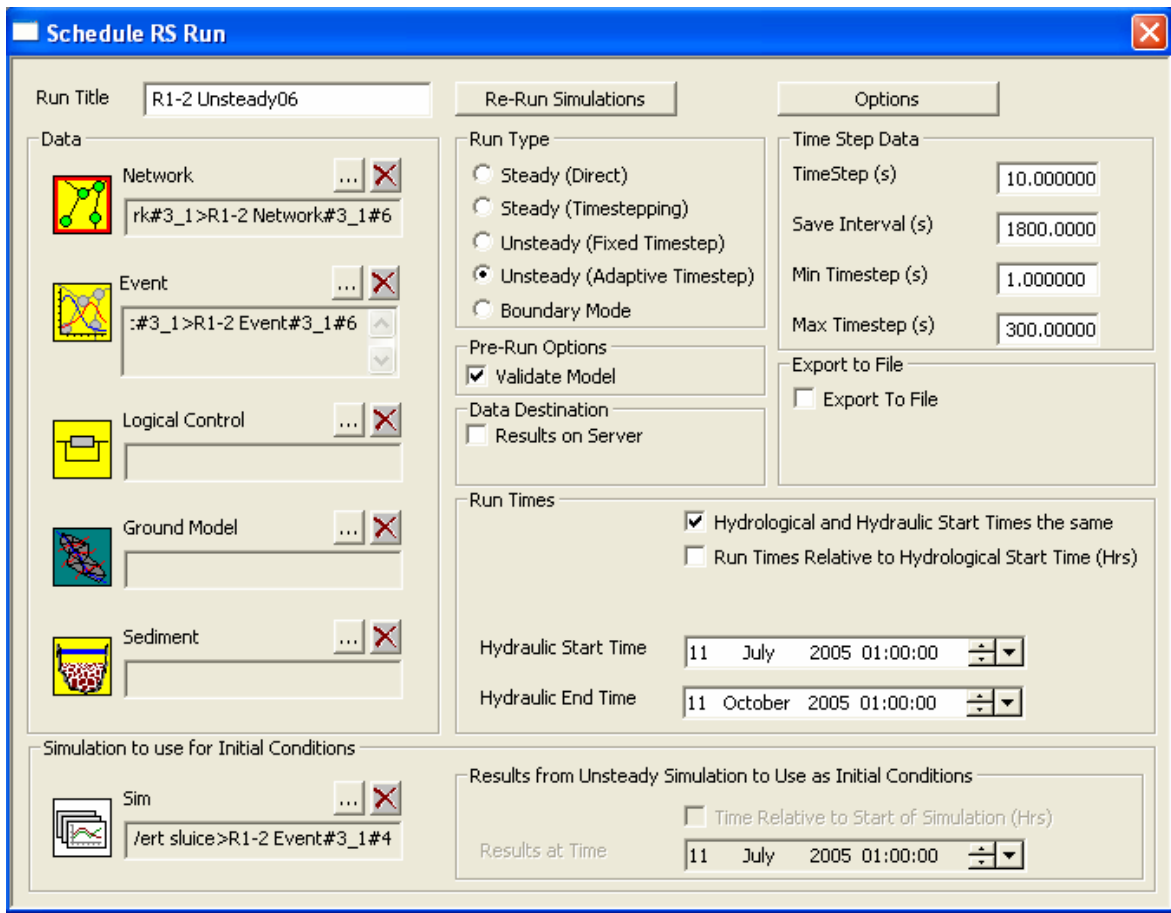 Schedule RS Run
Run Title R1-2 Unsteady06 Re-Run Simulations Options
Data
Network ...
rk#3_1>R1-2 Network#3_1#6
Event ...
:#3_1>R1-2 Event#3_1#6
Logical Control ...
Ground Model ...
Sediment ...
Run Type
Steady (Direct)
Steady (Timestepping)
Unsteady (Fixed Timestep)
Unsteady (Adaptive Timestep)
Boundary Mode
Pre-Run Options
Validate Model
Data Destination
Results on Server
Time Step Data
TimeStep (s) 10.000000
Save Interval (s) 1800.0000
Min Timestep (s) 1.000000
Max Timestep (s) 300.00000
Export to File
Export To File
Run Times
Hydrological and Hydraulic Start Times the same
Run Times Relative to Hydrological Start Time (Hrs)
Hydraulic Start Time 11 July 2005 01:00:00
Hydraulic End Time 11 October 2005 01:00:00
Simulation to use for Initial Conditions
Sim ...
/ert sluice>R1-2 Event#3_1#4
Results from Unsteady Simulation to Use as Initial Conditions
Time Relative to Start of Simulation (Hrs)
Results at Time 11 July 2005 01:00:00